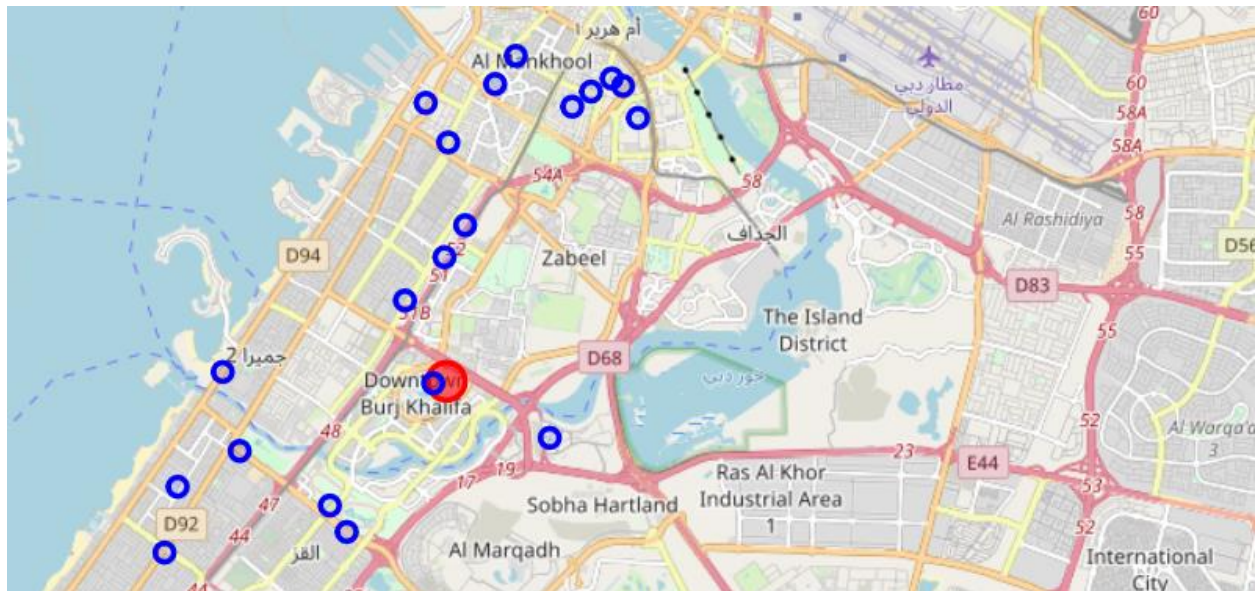 أم هرير ١
Al Mankhool
60
مطار دبي
الدولي
60
58A
58A
54A
58
Al Rashidiya
58
D94
52
51
Zabeel
الجداف
55
D56
D83
51B
The Island
District
55
جميرا 2
D68
خور دبي
Downtown
Burj Khalifa
48
52
Al Warqa'a
3
23
E44
17
19
47
Ras Al Khor
Industrial Area
1
53
Sobha Hartland
D92
44
52
القز
Al Marqadh
International
City
44